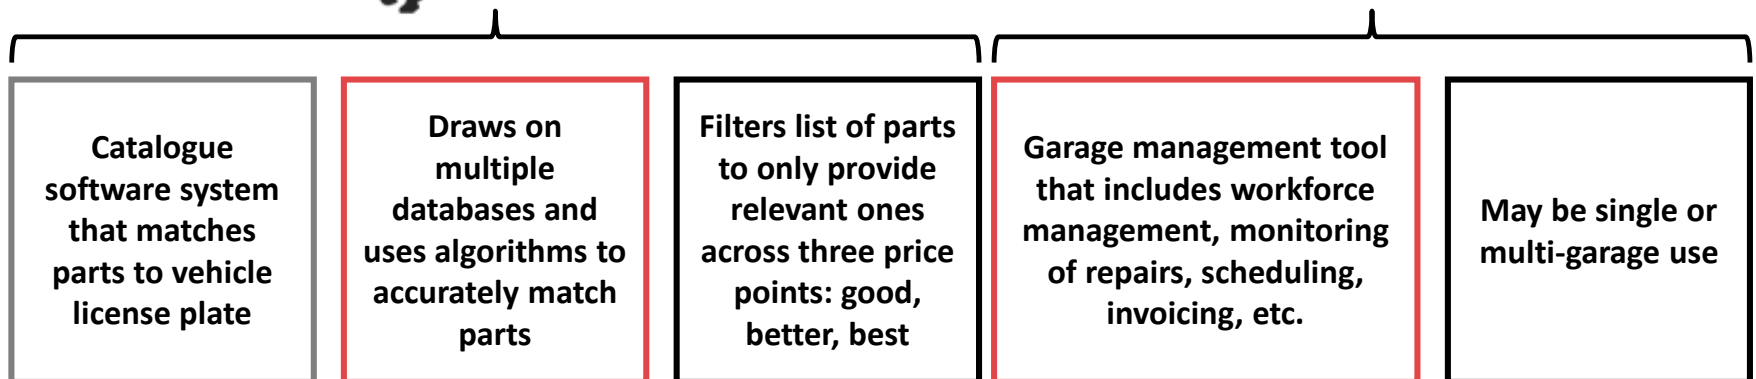 Catalogue
software system
that matches
parts to vehicle
license plate
Draws on
multiple
databases and
uses algorithms to
accurately match
parts
Filters list of parts
to only provide
relevant ones
across three price
points: good,
better, best
Garage management tool
that includes workforce
management, monitoring
of repairs, scheduling,
invoicing, etc.
May be single or
multi-garage use